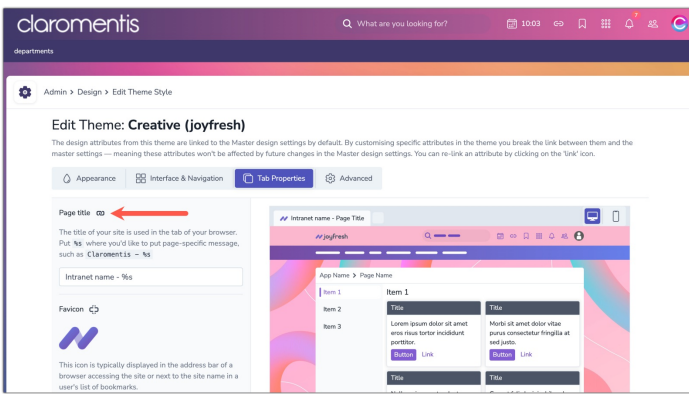 claromentis
What are you looking for?
10:03
7
departments
Admin > Design > Edit Theme Style
Edit Theme: Creative (joyfresh)
The design attributes from this theme are linked to the Master design settings by default. By customising specific attributes in the theme you break the link between them and the
master settings — meaning these attributes won't be affected by future changes in the Master design settings. You can re-link an attribute by clicking on the 'link' icon.
Appearance
Interface & Navigation
Tab Properties
Advanced
Page title
The title of your site is used in the tab of your browser.
Put %s where you'd like to put page-specific message,
such as Claromentis - %s
Intranet name - %s
Favicon
This icon is typically displayed in the address bar of a
browser accessing the site or next to the site name in a
user's list of bookmarks.
Intranet name - Page Title
joyfresh
App Name > Page Name
Item 1
Item 2
Item 3
Item 1
Title
Lorem ipsum dolor sit amet
eros risus tortor incididunt
porttitor.
Button Link
Title
Morbi sit amet dolor vitae
purus consectetur fringilla at
sed justo.
Button Link
Title
Title